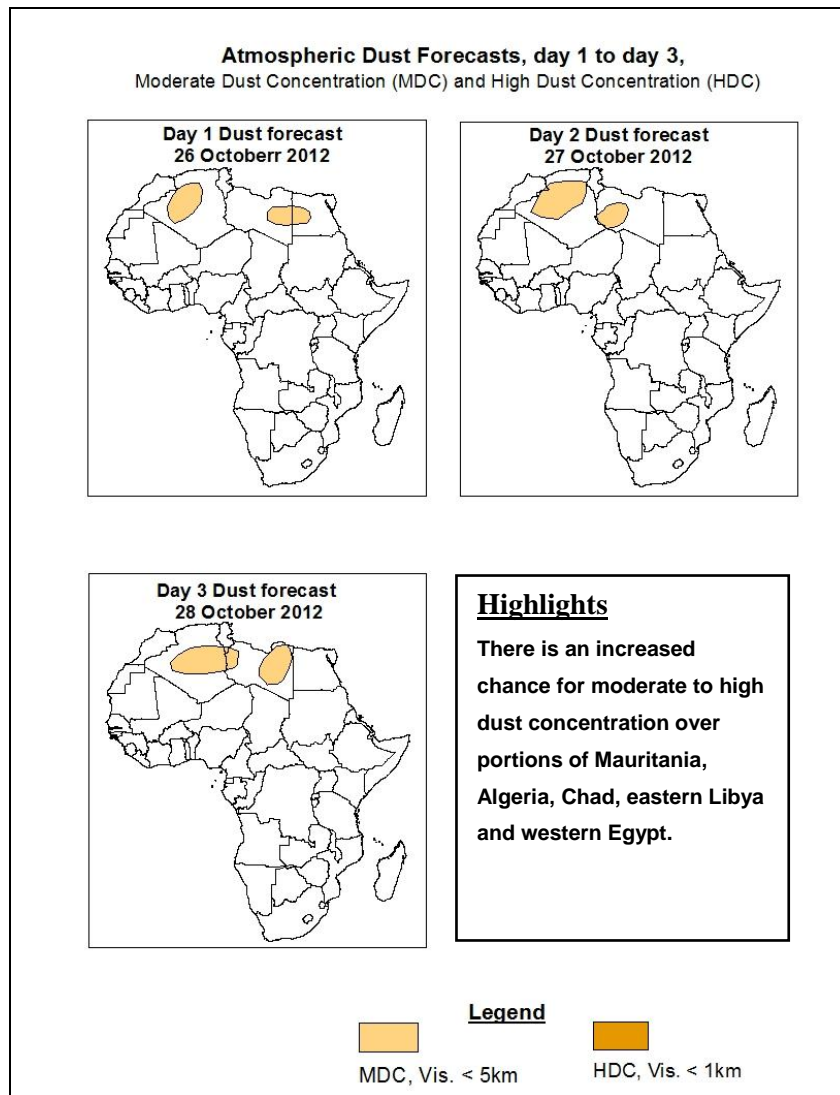 Atmospheric Dust Forecasts, day 1 to day 3,
Moderate Dust Concentration (MDC) and High Dust Concentration (HDC)
Day 1 Dust forecast
26 Octoberr 2012
Day 2 Dust forecast
27 October 2012
Day 3 Dust forecast
28 October 2012
Highlights
There is an increased
chance for moderate to high
dust concentration over
portions of Mauritania,
Algeria, Chad, eastern Libya
and western Egypt.
Legend
MDC, Vis. < 5km
HDC, Vis. < 1km